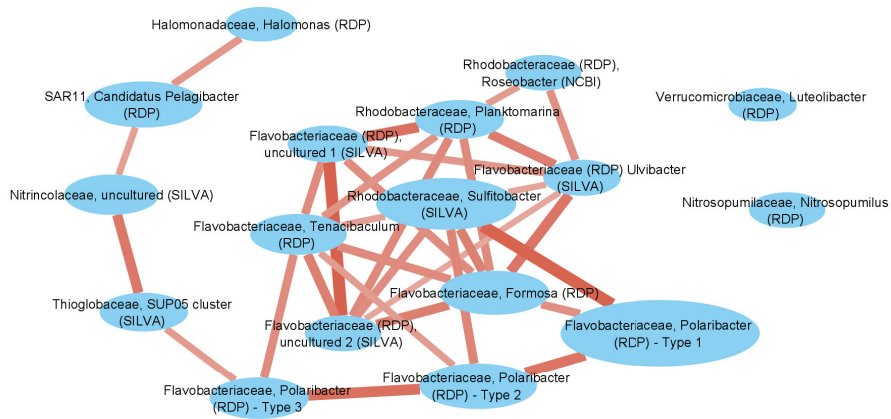 Halomonadaceae, Halomonas (RDP)
Rhodobacteraceae (RDP),
Roseobacter (NCBI)
SAR11, Candidatus Pelagibacter
(RDP)
Verrucomicrobiaceae, Luteolibacter
(RDP)
Rhodobacteraceae, Planktomarina
(RDP)
Flavobacteriaceae (RDP),
uncultured 1 (SILVA)
Flavobacteriaceae (RDP) Ulvibacter
(SILVA)
Nitrincolaceae, uncultured (SILVA)
Rhodobacteraceae, Sulfitobacter
(SILVA)
Nitrosopumilaceae, Nitrosopumilus
(RDP)
Flavobacteriaceae, Tenacibaculum
(RDP)
Flavobacteriaceae, Formosa (RDP)
Thioglobaceae, SUP05 cluster
(SILVA)
Flavobacteriaceae (RDP),
uncultured 2 (SILVA)
Flavobacteriaceae, Polaribacter
(RDP) - Type 1
Flavobacteriaceae, Polaribacter
(RDP) - Type 2
Flavobacteriaceae, Polaribacter
(RDP) - Type 3